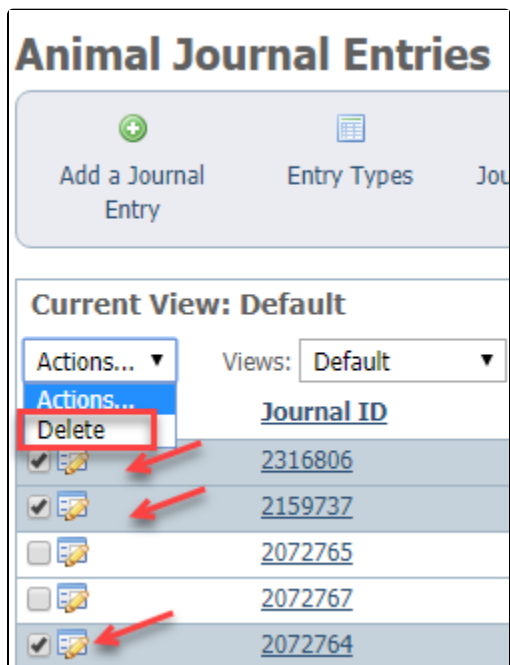 Animal Journal Entries
Add a Journal
Entry
Entry Types
Jou
Current View: Default
Actions... Views: Default
Actions...
Delete
Journal ID
2316806
2159737
2072765
2072767
2072764